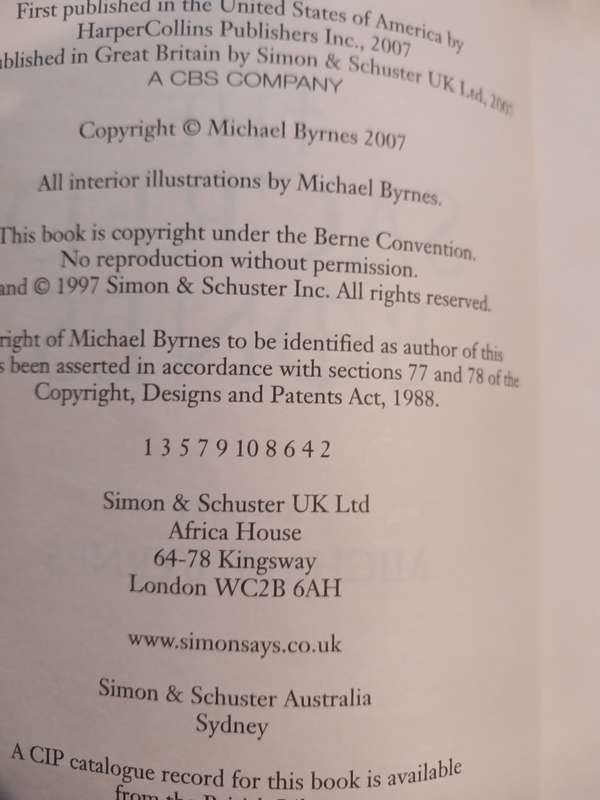 First published in the United States of America by
HarperCollins Publishers Inc., 2007
blished in Great Britain by Simon & Schuster UK Ltd,
A CBS COMPANY
Copyright © Michael Byrnes 2007
All interior illustrations by Michael Byrnes.
This book is copyright under the Berne Convention.
No reproduction without permission.
and © 1997 Simon & Schuster Inc. All rights reserved.
right of Michael Byrnes to be identified as author of this
s been asserted in accordance with sections 77 and 78 of the
Copyright, Designs and Patents Act, 1988.
1 3 5 7 9 10 8 6 4 2
Simon & Schuster UK Ltd
Africa House
64-78 Kingsway
London WC2B 6AH
www.simonsays.co.uk
Simon & Schuster Australia
Sydney
A CIP catalogue record for this book is available
from the